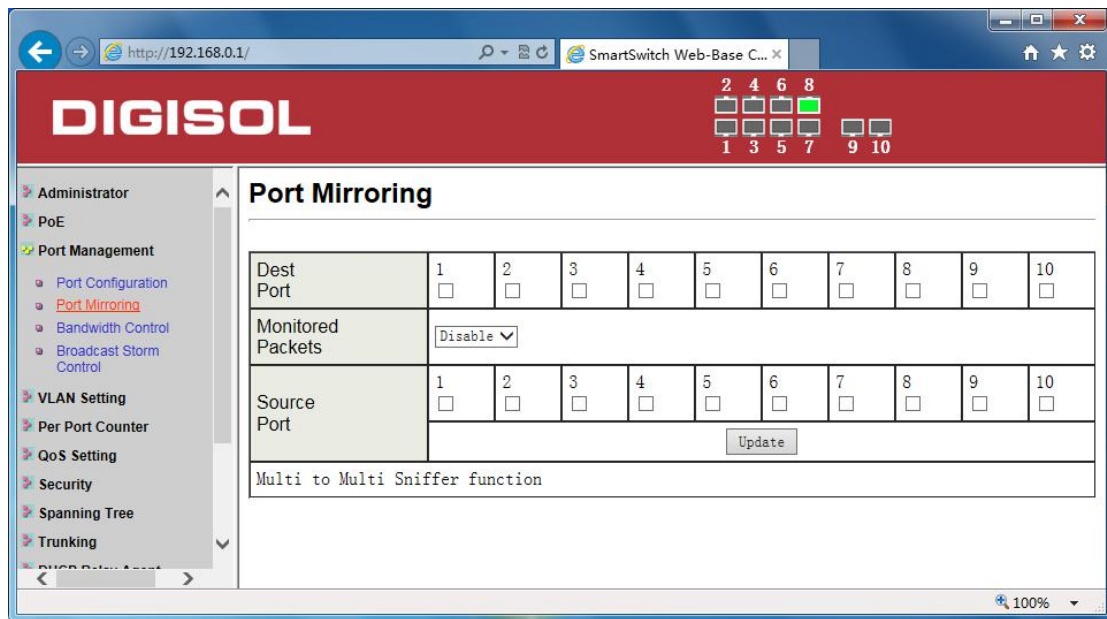 http://192.168.0.1/
SmartSwitch Web-Base C...
DIGISOL
2 4 6 8
1 3 5 7 9 10
Administrator
PoE
Port Management
Port Configuration
Port Mirroring
Bandwidth Control
Broadcast Storm
Control
VLAN Setting
Per Port Counter
QoS Setting
Security
Spanning Tree
Trunking
DHCP Relay Agent
Port Mirroring
Dest
Port
1 2 3 4 5 6 7 8 9 10
Monitored
Packets
Disable
Source
Port
1 2 3 4 5 6 7 8 9 10
Update
Multi to Multi Sniffer function
100%